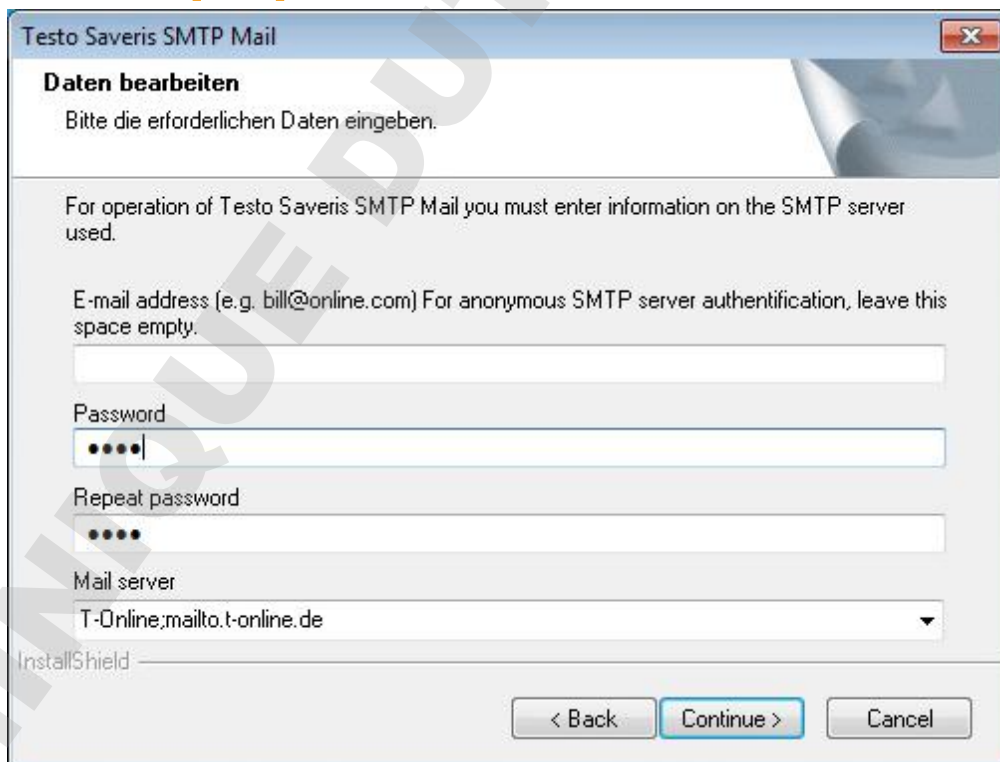 Testo Saveris SMTP Mail
Daten bearbeiten
Bitte die erforderlichen Daten eingeben.
For operation of Testo Saveris SMTP Mail you must enter information on the SMTP server
used.
E-mail address (e.g. bill@online.com) For anonymous SMTP server authentification, leave this
space empty.
Password
••••
Repeat password
••••
Mail server
T-Online;mailto.t-online.de
InstallShield
< Back Continue > Cancel